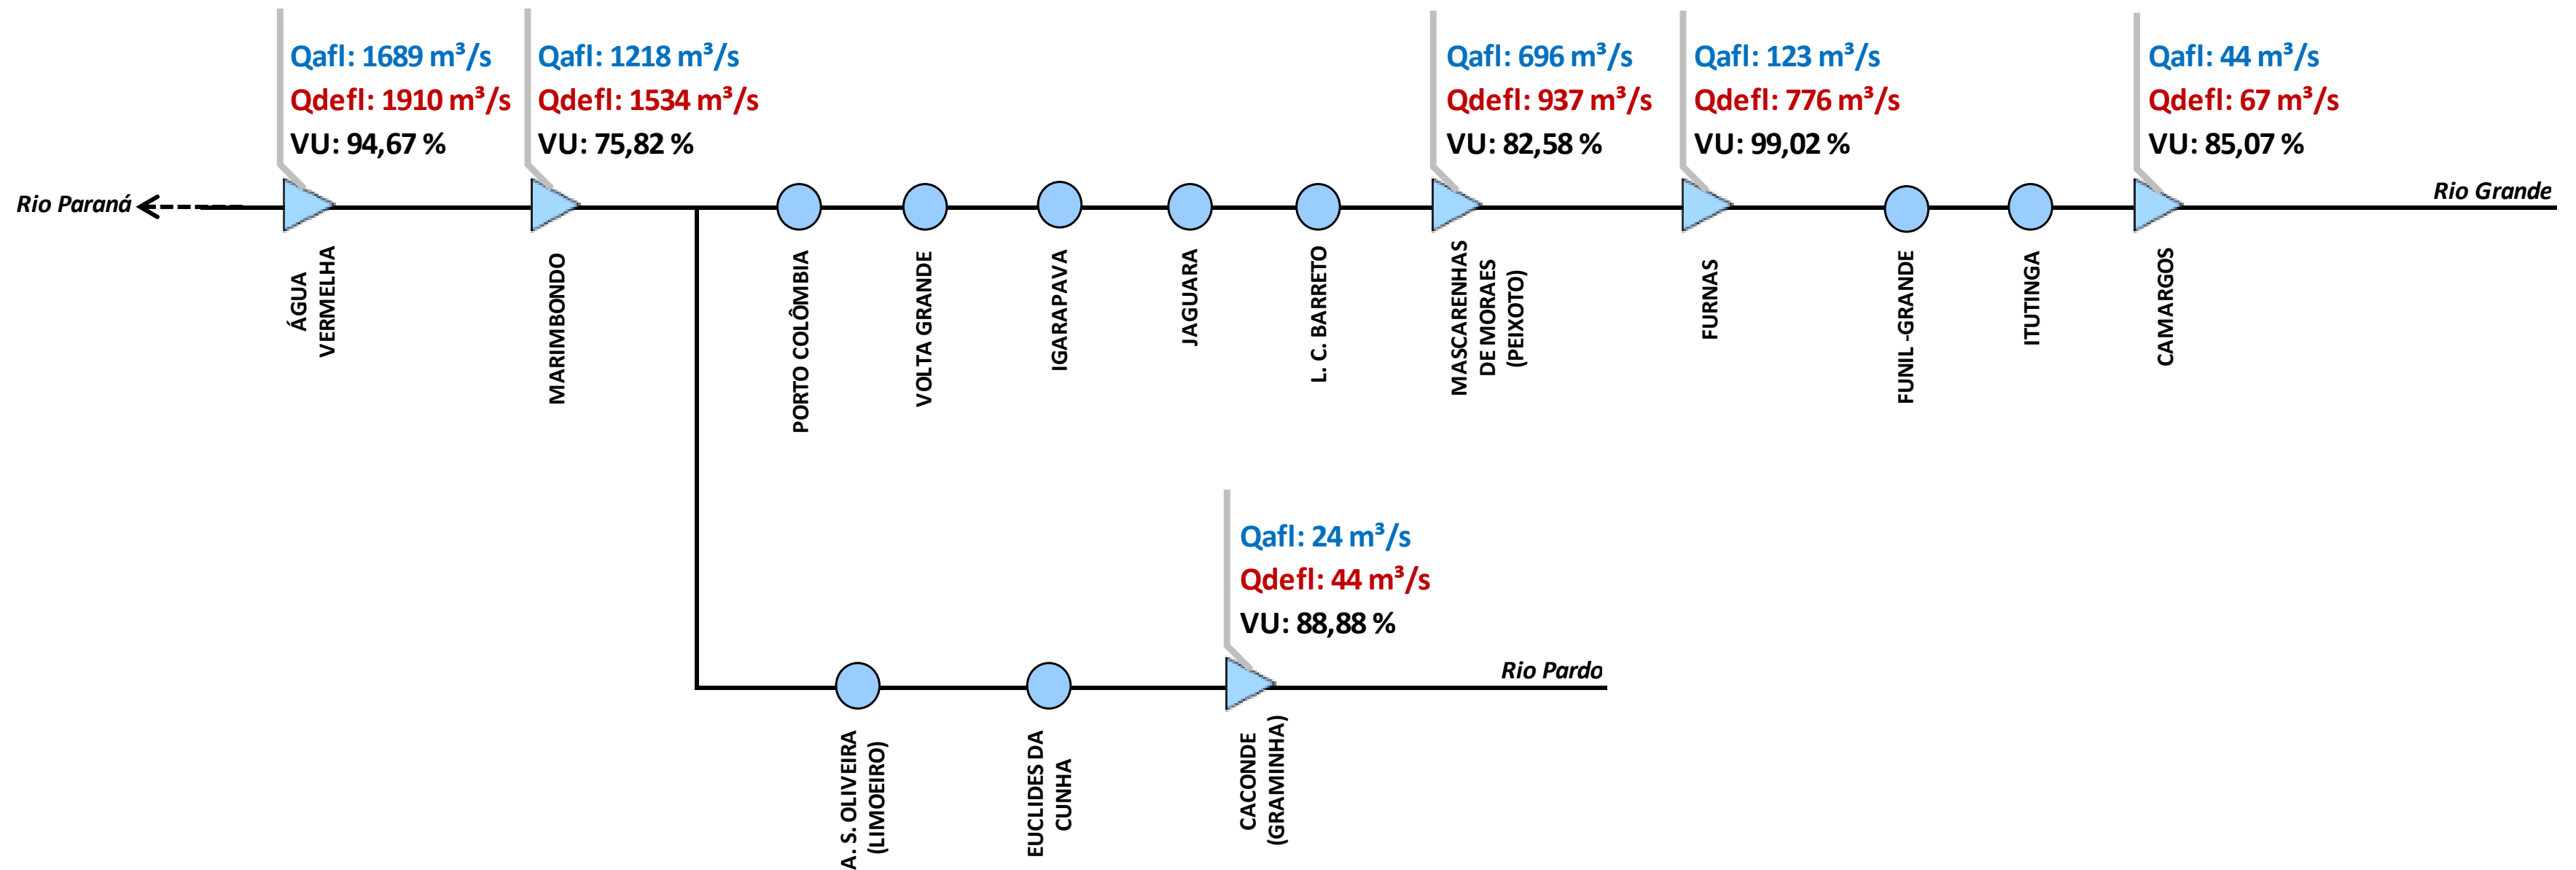 Qafl: 1689 m³/s
Qdefl: 1910 m³/s
VU: 94,67 %
Qafl: 1218 m³/s
Qdefl: 1534 m³/s
VU: 75,82 %
Qafl: 696 m³/s
Qdefl: 937 m³/s
VU: 82,58 %
Qafl: 123 m³/s
Qdefl: 776 m³/s
VU: 99,02 %
Qafl: 44 m³/s
Qdefl: 67 m³/s
VU: 85,07 %
Rio Paraná
Rio Grande
ÁGUA
VERMELHA
MARIMBONDO
PORTO COLÔMBIA
VOLTA GRANDE
IGARAPAVA
JAGUARA
L. C. BARRETO
MASCARENHAS
DE MORAES
(PEIXOTO)
FURNAS
FUNIL -GRANDE
ITUTINGA
CAMARGOS
Qafl: 24 m³/s
Qdefl: 44 m³/s
VU: 88,88 %
Rio Pardo
A. S. OLIVEIRA
(LIMOEIRO)
EUCLIDES DA
CUNHA
CACONDE
(GRAMINHA)